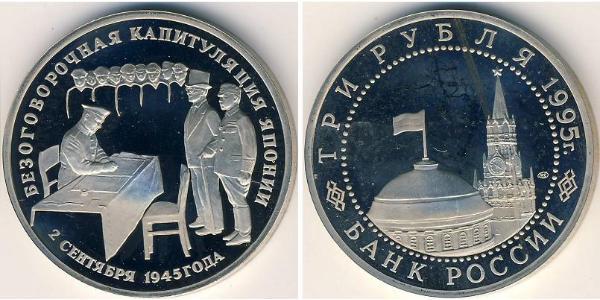 БЕЗОГОВОРОЧНАЯ КАПИТУЛЯЦИЯ ЯПОНИИ
2 СЕНТЯБРЯ 1945 ГОДА
ТРИ РУБЛЯ 1995г.
БАНК РОССИИ